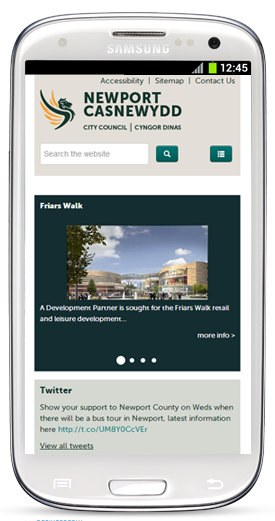 SAMSUNG
12:45
Accessibility | Sitemap | Contact Us
NEWPORT
CASNEWYDD
CITY COUNCIL | CYNGOR DINAS
Search the website
Friars Walk
A Development Partner is sought for the Friars Walk retail
and leisure development...
more info >
Twitter
Show your support to Newport County on Weds when
there will be a bus tour in Newport, latest information
here http://t.co/UM8Y0CcVEr
View all tweets